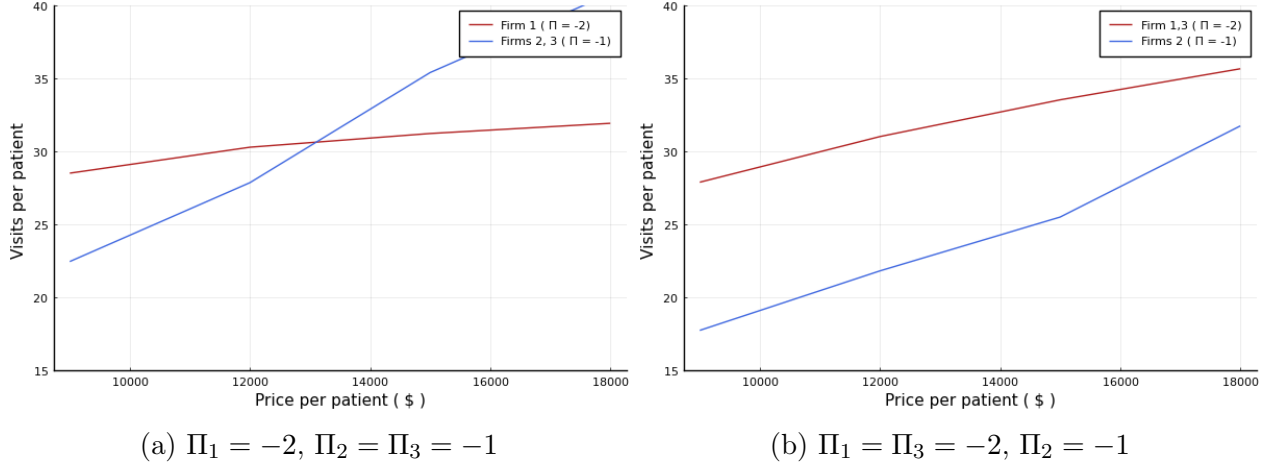 40
35
30
25
20
15
Visits per patient
10000 12000 14000 16000 18000
Price per patient ( $ )
Firm 1 ( Π = -2)
Firms 2, 3 ( Π = -1)
(a) Π₁ = −2, Π₂ = Π₃ = −1
40
35
30
25
20
15
Visits per patient
10000 12000 14000 16000 18000
Price per patient ( $ )
Firm 1,3 ( Π = -2)
Firms 2 ( Π = -1)
(b) Π₁ = Π₃ = −2, Π₂ = −1